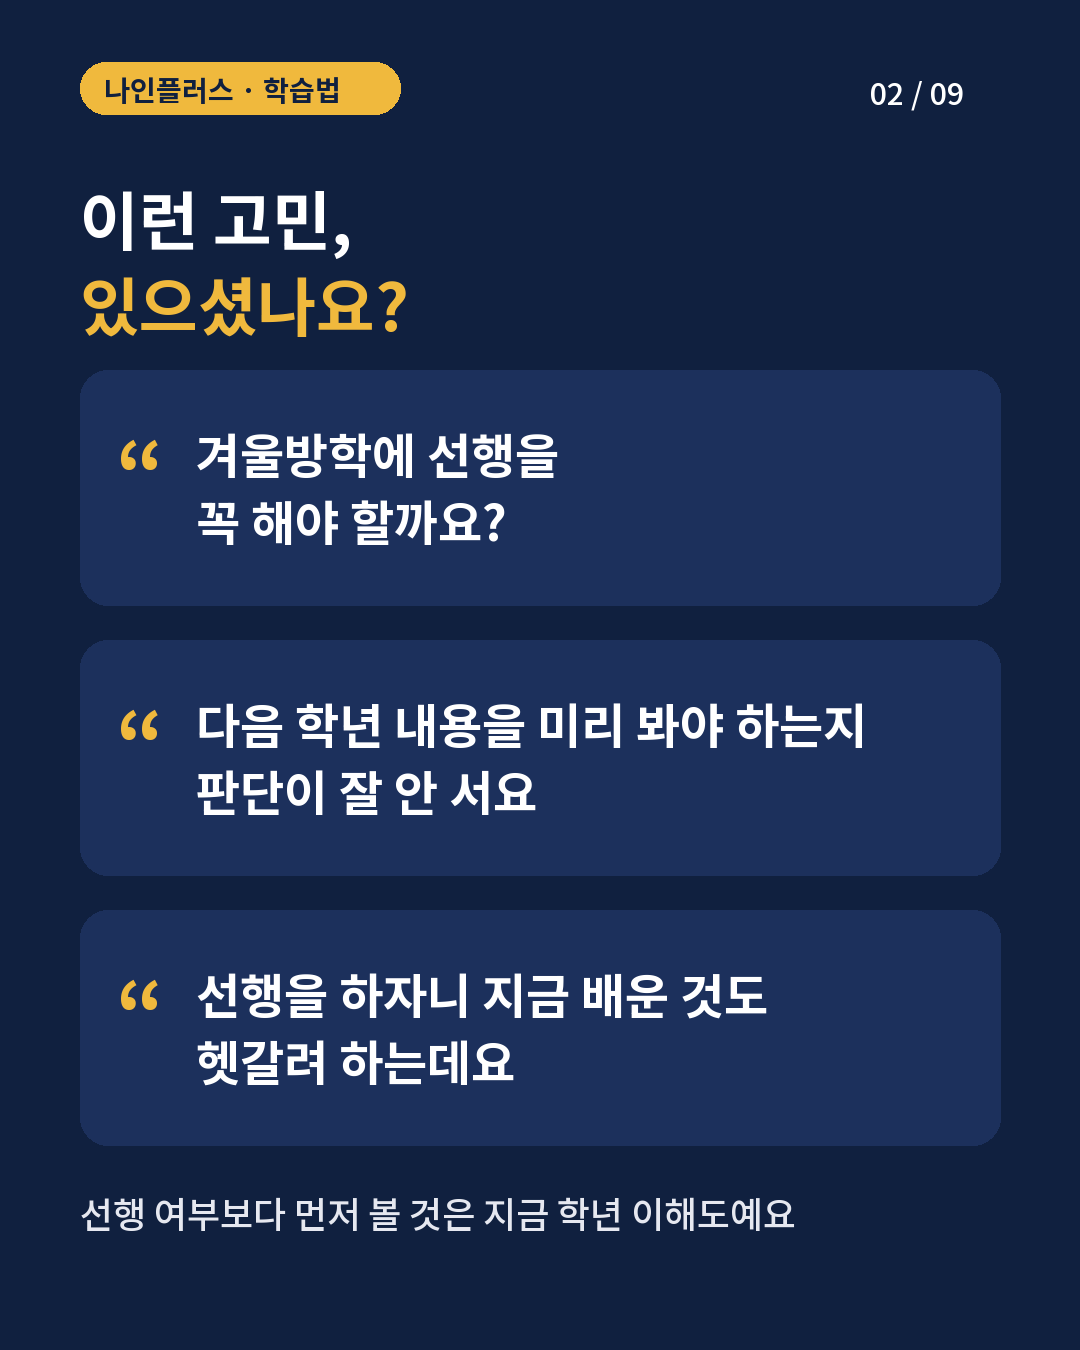 나인플러스 · 학습법
02 / 09
이런 고민,
있으셨나요?
“ 겨울방학에 선행을
꼭 해야 할까요?
“ 다음 학년 내용을 미리 봐야 하는지
판단이 잘 안 서요
“ 선행을 하자니 지금 배운 것도
헷갈려 하는데요
선행 여부보다 먼저 볼 것은 지금 학년 이해도예요